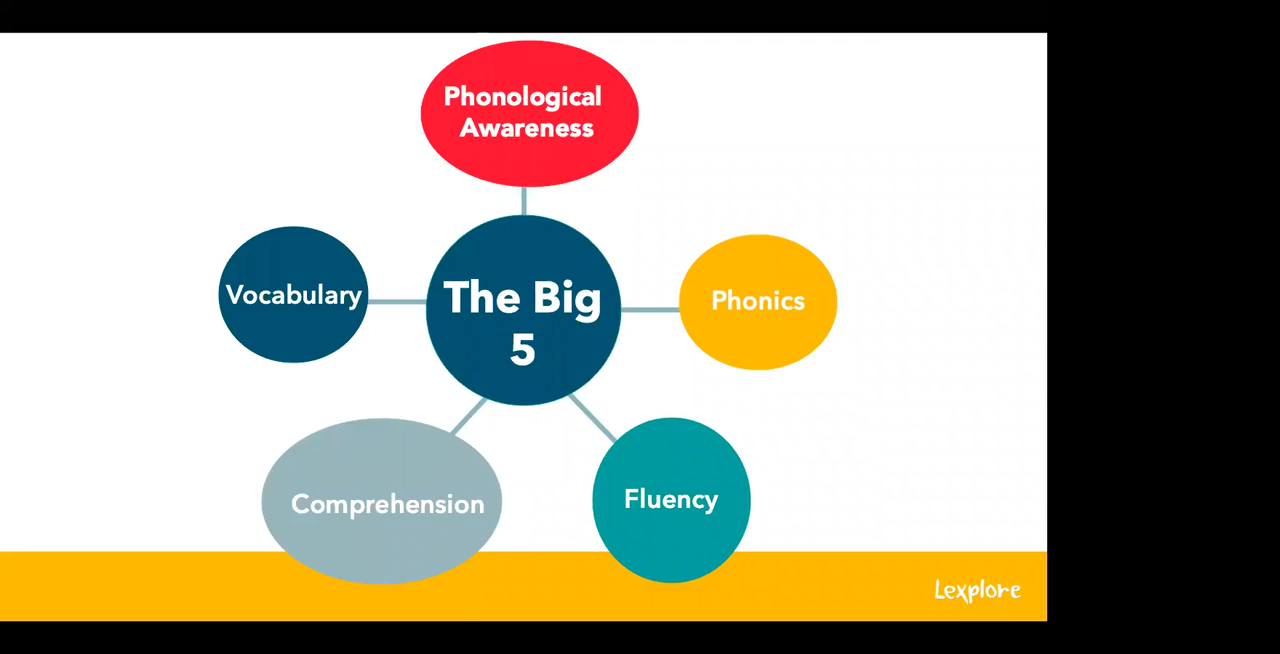 Phonological
Awareness
Vocabulary
The Big
5
Phonics
Comprehension
Fluency
Lexplore